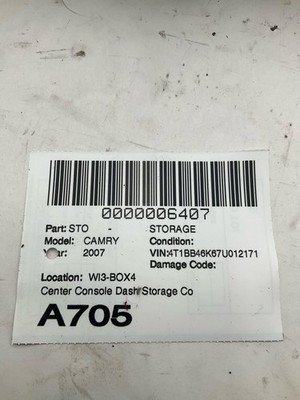 0000006407
Part: STO - STORAGE
Model: CAMRY Condition:
Year: 2007 VIN:4T1BB46K67U012171
Damage Code:
Location: WI3-BOX4
Center Console Dash Storage Co
A705